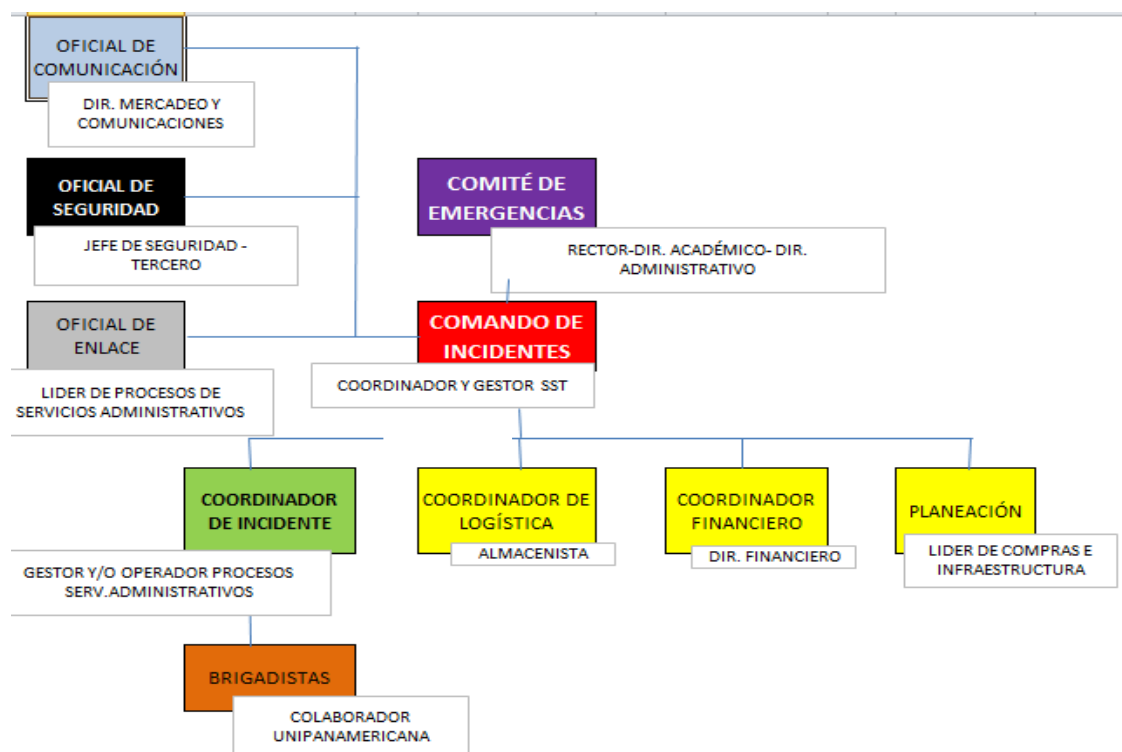 OFICIAL DE
COMUNICACIÓN
DIR. MERCADEO Y
COMUNICACIONES
OFICIAL DE
SEGURIDAD
JEFE DE SEGURIDAD -
TERCERO
COMITÉ DE
EMERGENCIAS
RECTOR-DIR. ACADÉMICO- DIR.
ADMINISTRATIVO
OFICIAL DE
ENLACE
LIDER DE PROCESOS DE
SERVICIOS ADMINISTRATIVOS
COMANDO DE
INCIDENTES
COORDINADOR Y GESTOR SST
COORDINADOR
DE INCIDENTE
GESTOR Y/O OPERADOR PROCESOS
SERV.ADMINISTRATIVOS
COORDINADOR DE
LOGÍSTICA
ALMACENISTA
COORDINADOR
FINANCIERO
DIR. FINANCIERO
PLANEACIÓN
LIDER DE COMPRAS E
INFRAESTRUCTURA
BRIGADISTAS
COLABORADOR
UNIPANAMERICANA